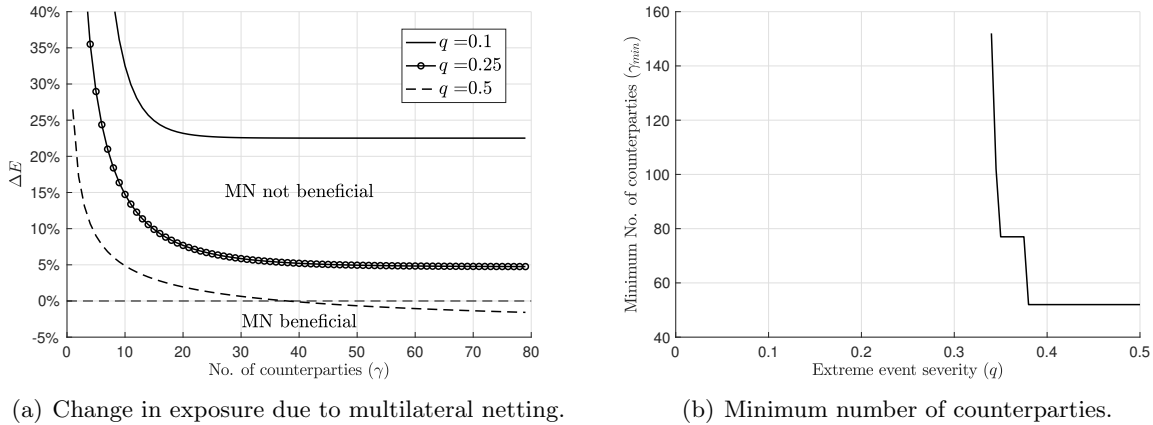 40%
35%
30%
25%
20%
15%
10%
5%
0%
-5%
ΔE
q =0.1
q =0.25
q =0.5
MN not beneficial
MN beneficial
0 10 20 30 40 50 60 70 80
No. of counterparties (γ)
(a) Change in exposure due to multilateral netting.
160
140
120
100
80
60
40
Minimum No. of counterparties (γmin)
0 0.1 0.2 0.3 0.4 0.5
Extreme event severity (q)
(b) Minimum number of counterparties.